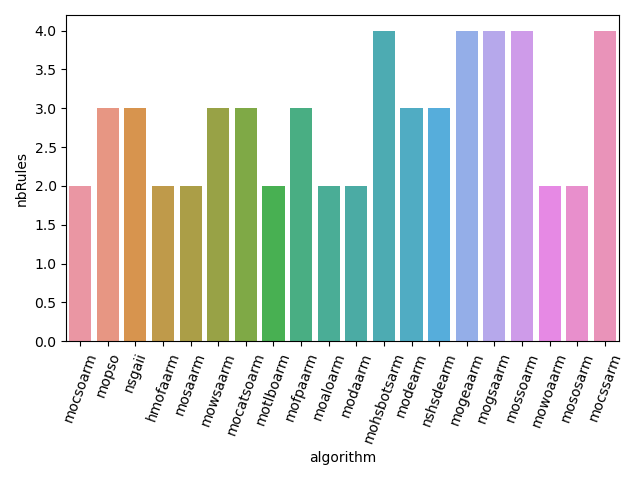 4.0
3.5
3.0
2.5
2.0
1.5
1.0
0.5
0.0
nbRules
mocsoarm
mopso
nsgaii
hmofaarm
mosaarm
mowsaarm
mocatsoarm
motlboarm
mofpaarm
moaloarm
modaarm
mohsbotsarm
modearm
nshsdearm
mogeaarm
mogsaarm
mossoarm
mowoaarm
mososarm
mocssarm
algorithm